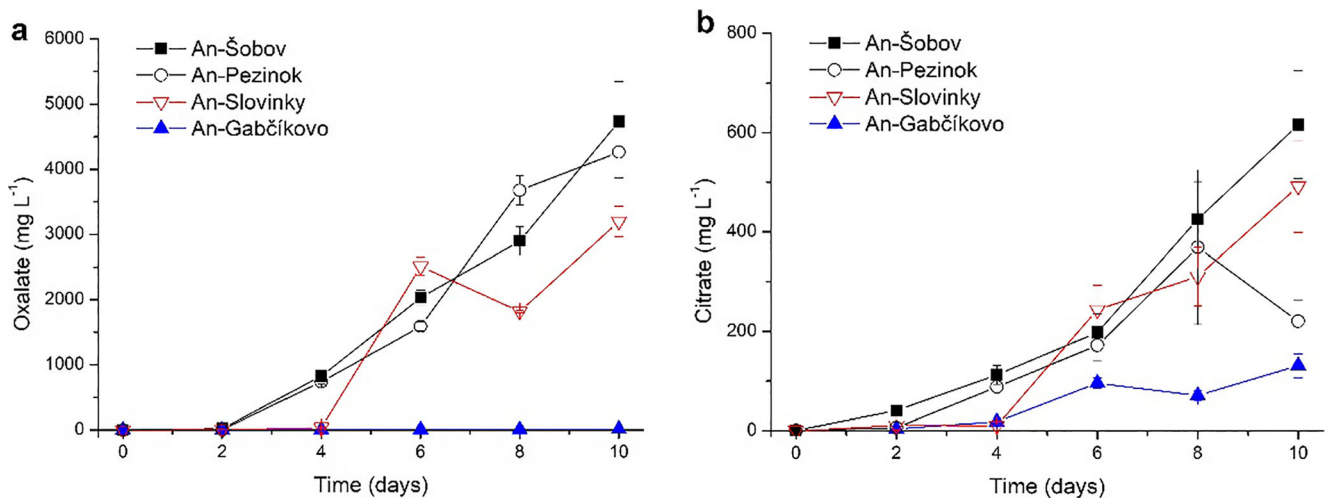 a
6000
5000
4000
3000
2000
1000
0
Oxalate (mg L⁻¹)
An-Šobov
An-Pezinok
An-Slovinky
An-Gabčíkovo
0 2 4 6 8 10
Time (days)
b
800
600
400
200
0
Citrate (mg L⁻¹)
An-Šobov
An-Pezinok
An-Slovinky
An-Gabčíkovo
0 2 4 6 8 10
Time (days)